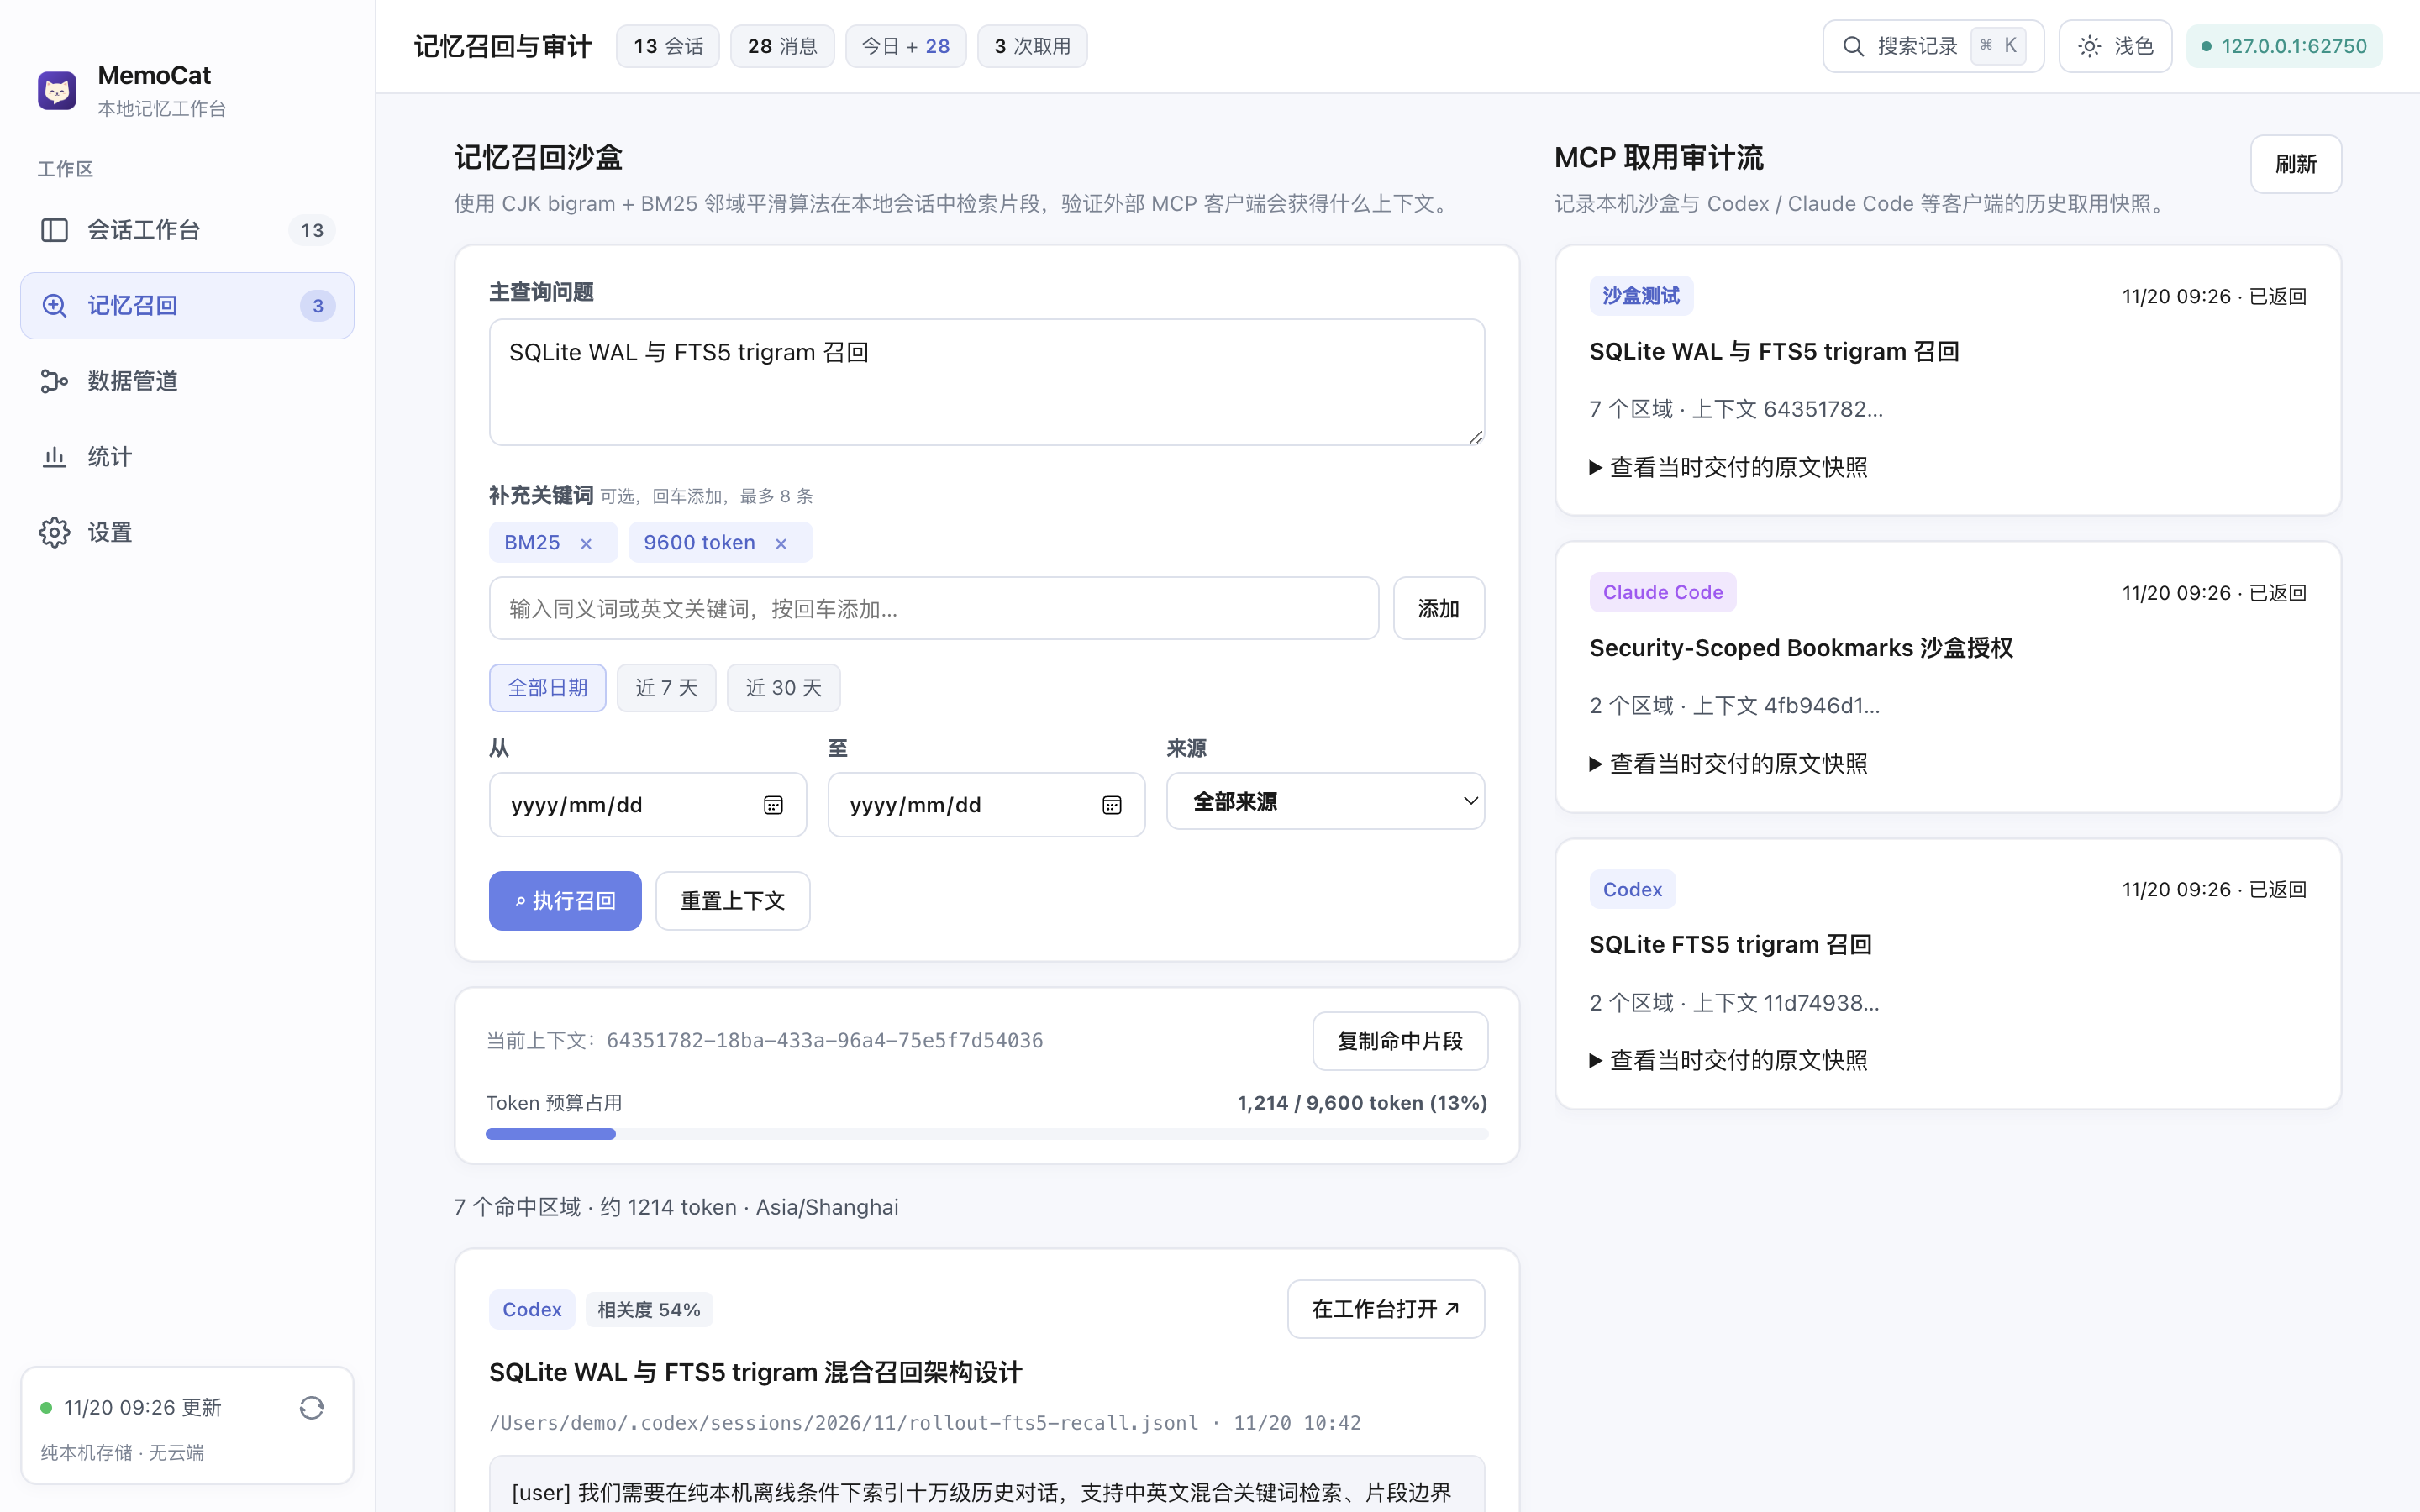 MemoCat
本地记忆工作台
工作区
会话工作台 13
记忆召回 3
数据管道
统计
设置
11/20 09:26 更新
纯本机存储 · 无云端
记忆召回与审计 13 会话 28 消息 今日 + 28 3 次取用
搜索记录 ⌘ K 浅色 127.0.0.1:62750
记忆召回沙盒
使用 CJK bigram + BM25 邻域平滑算法在本地会话中检索片段，验证外部 MCP 客户端会获得什么上下文。
主查询问题
SQLite WAL 与 FTS5 trigram 召回
补充关键词 可选，回车添加，最多 8 条
BM25 × 9600 token ×
输入同义词或英文关键词，按回车添加... 添加
全部日期 近 7 天 近 30 天
从 至 来源
yyyy/mm/dd yyyy/mm/dd 全部来源
⌕ 执行召回 重置上下文
当前上下文：64351782-18ba-433a-96a4-75e5f7d54036 复制命中片段
Token 预算占用 1,214 / 9,600 token (13%)
7 个命中区域 · 约 1214 token · Asia/Shanghai
Codex 相关度 54% 在工作台打开 ↗
SQLite WAL 与 FTS5 trigram 混合召回架构设计
/Users/demo/.codex/sessions/2026/11/rollout-fts5-recall.jsonl · 11/20 10:42
[user] 我们需要在纯本机离线条件下索引十万级历史对话，支持中英文混合关键词检索、片段边界
MCP 取用审计流 刷新
记录本机沙盒与 Codex / Claude Code 等客户端的历史取用快照。
沙盒测试 11/20 09:26 · 已返回
SQLite WAL 与 FTS5 trigram 召回
7 个区域 · 上下文 64351782...
▶ 查看当时交付的原文快照
Claude Code 11/20 09:26 · 已返回
Security-Scoped Bookmarks 沙盒授权
2 个区域 · 上下文 4fb946d1...
▶ 查看当时交付的原文快照
Codex 11/20 09:26 · 已返回
SQLite FTS5 trigram 召回
2 个区域 · 上下文 11d74938...
▶ 查看当时交付的原文快照